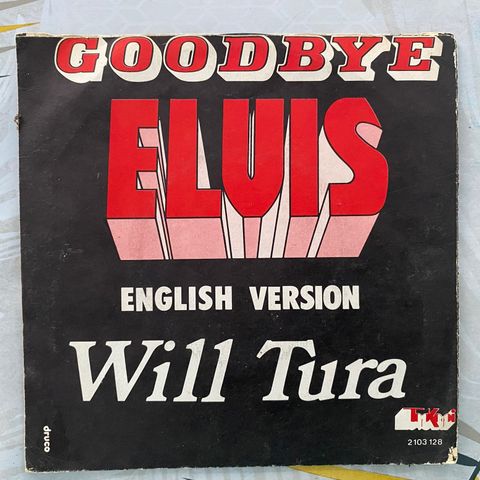 GOODBYE
ELVIS
ENGLISH VERSION
Will Tura
druco
2103 128